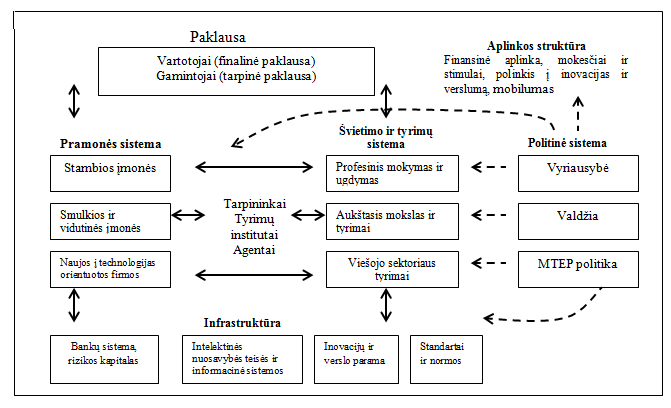 Paklausa
Vartotojai (finalinė paklausa)
Gamintojai (tarpinė paklausa)
Aplinkos struktūra
Finansinė aplinka, mokesčiai ir
stimulai, polinkis į inovacijas ir
verslumą, mobilumas
Pramonės sistema
Švietimo ir tyrimų
sistema
Politinė sistema
Stambios įmonės
Profesinis mokymas ir
ugdymas
Vyriausybė
Smulkios ir
vidutinės įmonės
Tarpininkai
Tyrimų
institutai
Agentai
Aukštasis mokslas ir
tyrimai
Valdžia
Naujos į technologijas
orientuotos firmos
Viešojo sektoriaus
tyrimai
MTEP politika
Infrastruktūra
Bankų sistema,
rizikos kapitalas
Intelektinės
nuosavybės teisės ir
informacinė sistemos
Inovacijų ir
verslo parama
Standartai
ir normos